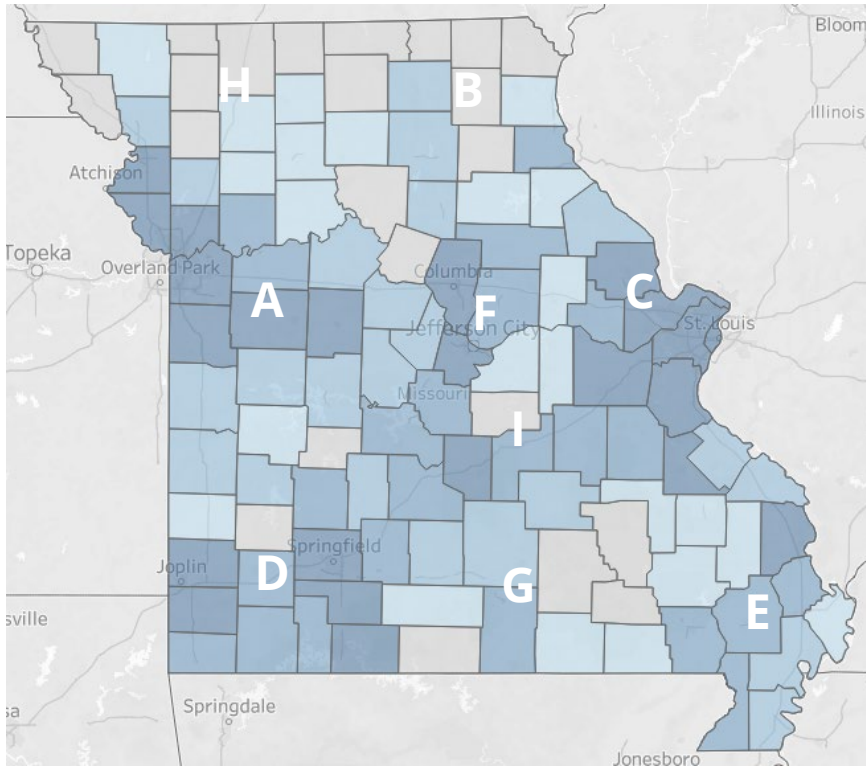 Bloom
H
B
Illinois
Atchison
Topeka
Overland Park
Columbia
A
C
F
St. Louis
Jefferson City
Missouri
I
Springfield
Joplin
D
G
E
sville
Springdale
sa
Jonesboro